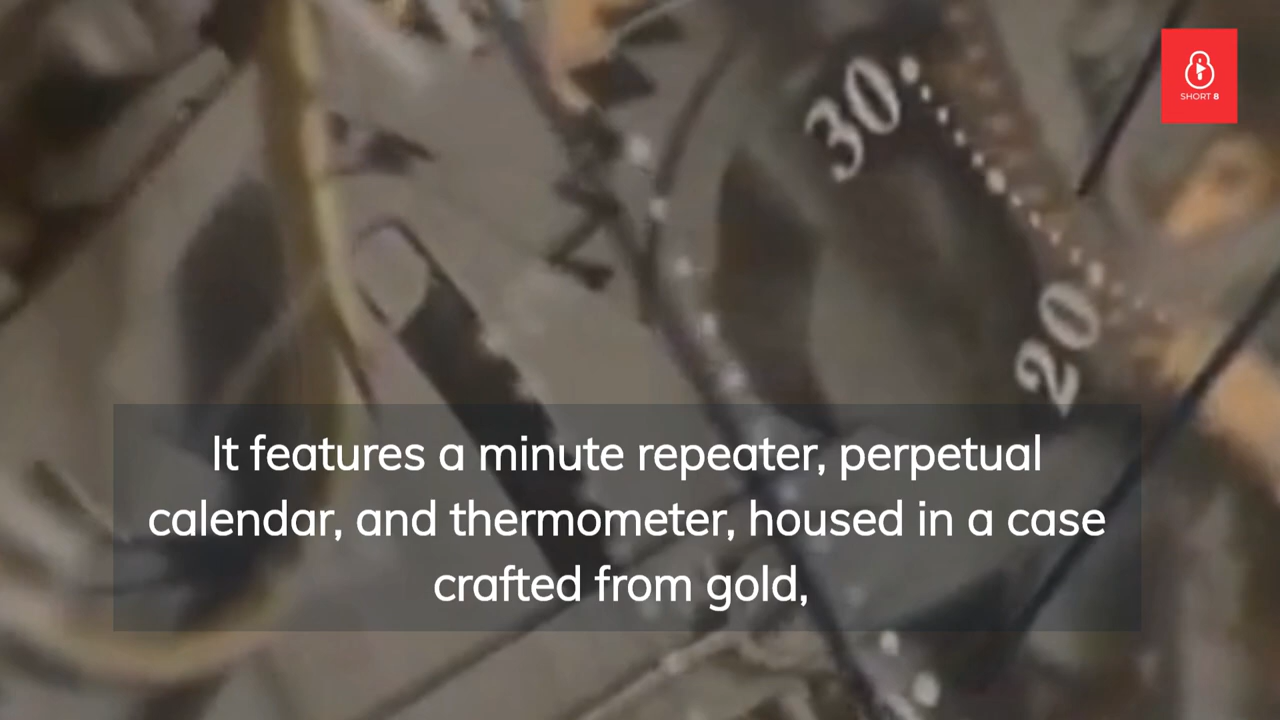 30
SHORT 8
20
It features a minute repeater, perpetual
calendar, and thermometer, housed in a case
crafted from gold,